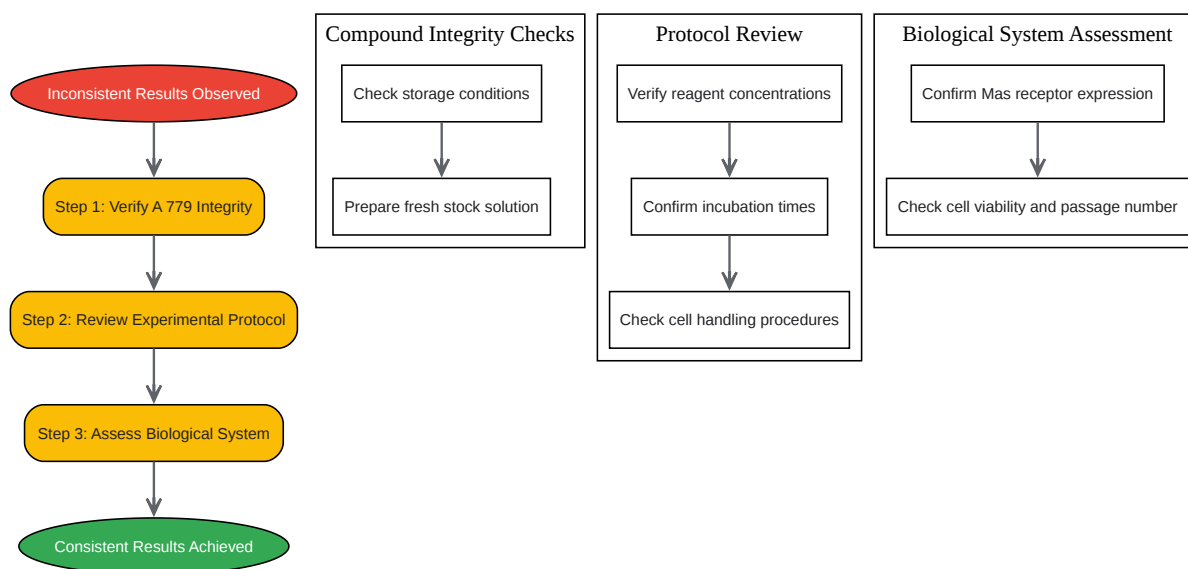 Inconsistent Results Observed
Step 1: Verify A 779 Integrity
Step 2: Review Experimental Protocol
Step 3: Assess Biological System
Consistent Results Achieved
Compound Integrity Checks
Check storage conditions
Prepare fresh stock solution
Protocol Review
Verify reagent concentrations
Confirm incubation times
Check cell handling procedures
Biological System Assessment
Confirm Mas receptor expression
Check cell viability and passage number